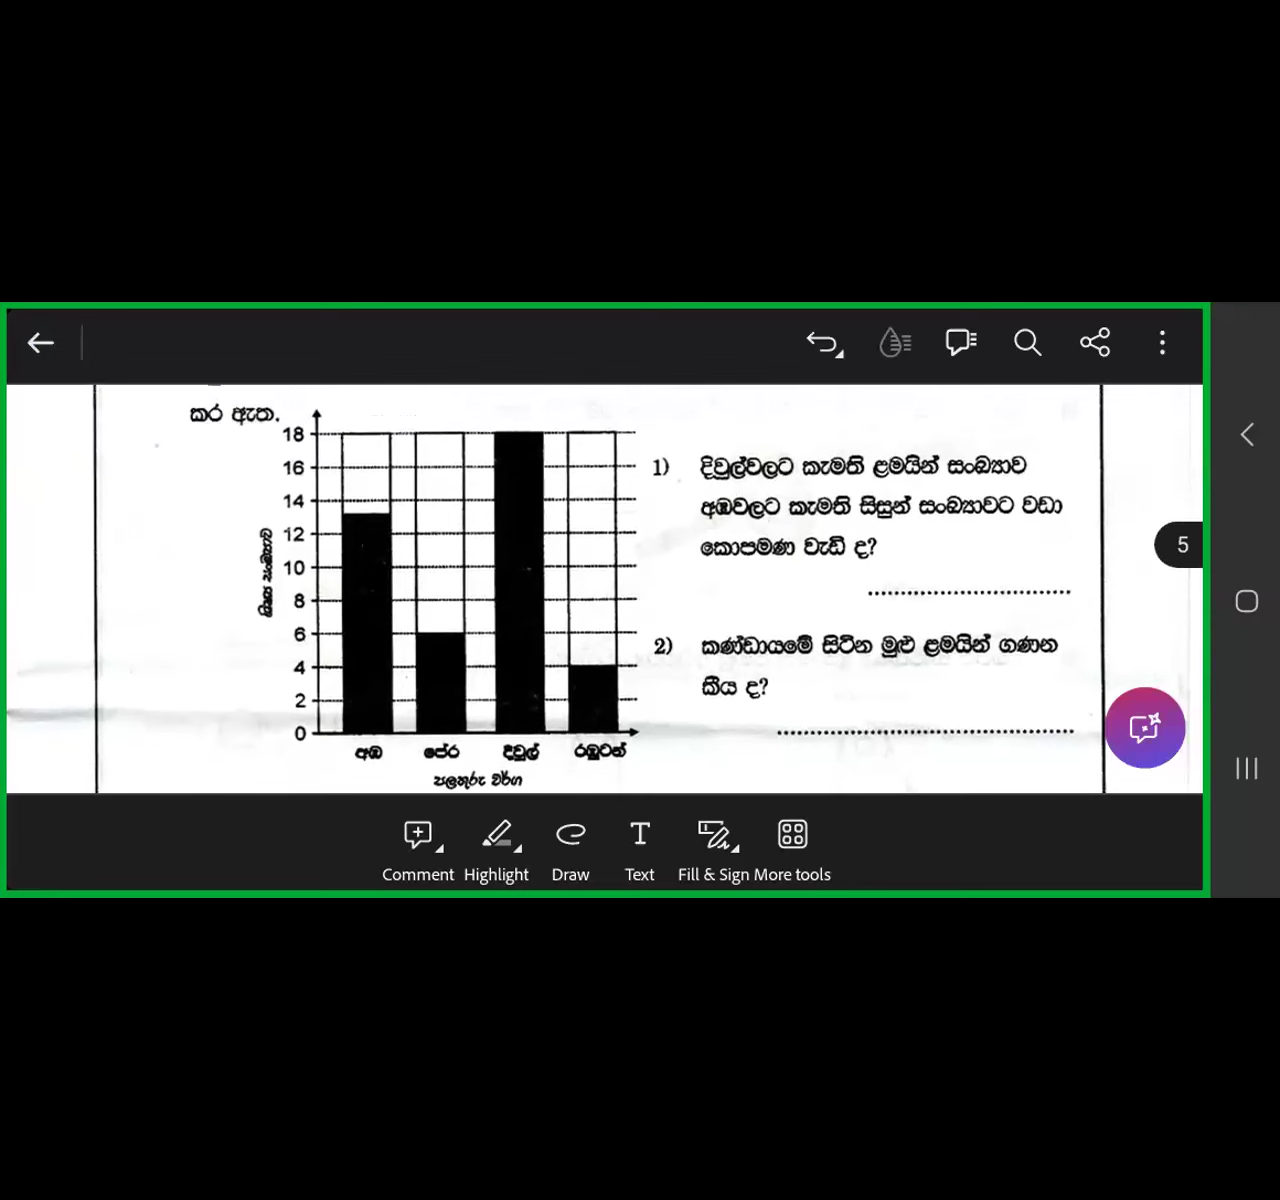 කර ඇත.
18
16
14
12
10
8
6
4
2
0
ශිෂ්‍ය සංඛ්‍යාව
අඹ
පේර
දිවුල්
රඹුටන්
පලතුරු වර්ග
1) දිවුල්වලට කැමති ළමයින් සංඛ්‍යාව
අඹවලට කැමති සිසුන් සංඛ්‍යාවට වඩා
කොපමණ වැඩි ද?
2) කණ්ඩායමේ සිටින මුළු ළමයින් ගණන
කීය ද?
5
Comment
Highlight
Draw
Text
Fill & Sign
More tools